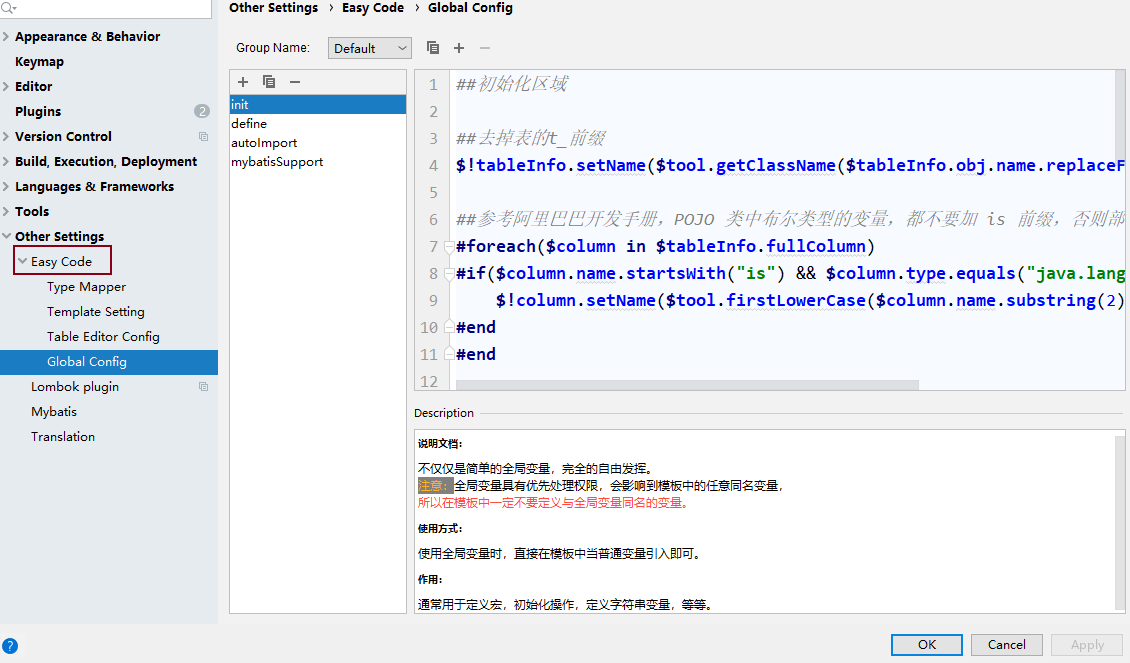 Other Settings › Easy Code › Global Config
Appearance & Behavior
Keymap
Editor
Plugins 2
Version Control
Build, Execution, Deployment
Languages & Frameworks
Tools
Other Settings
Easy Code
Type Mapper
Template Setting
Table Editor Config
Global Config
Lombok plugin
Mybatis
Translation
Group Name: Default
init
define
autoImport
mybatisSupport
1 ##初始化区域
2
3 ##去掉表的t_前缀
4 $!tableInfo.setName($tool.getClassName($tableInfo.obj.name.replaceF
5
6 ##参考阿里巴巴开发手册，POJO 类中布尔类型的变量，都不要加 is 前缀，否则部
7 #foreach($column in $tableInfo.fullColumn)
8 #if($column.name.startsWith("is") && $column.type.equals("java.lang
9 $!column.setName($tool.firstLowerCase($column.name.substring(2)
10 #end
11 #end
12
Description
说明文档：
不仅仅是简单的全局变量，完全的自由发挥。
注意：全局变量具有优先处理权限，会影响到模板中的任意同名变量，
所以在模板中一定不要定义与全局变量同名的变量。
使用方式：
使用全局变量时，直接在模板中当普通变量引入即可。
作用：
通常用于定义宏，初始化操作，定义字符串变量，等等。
?
OK Cancel Apply